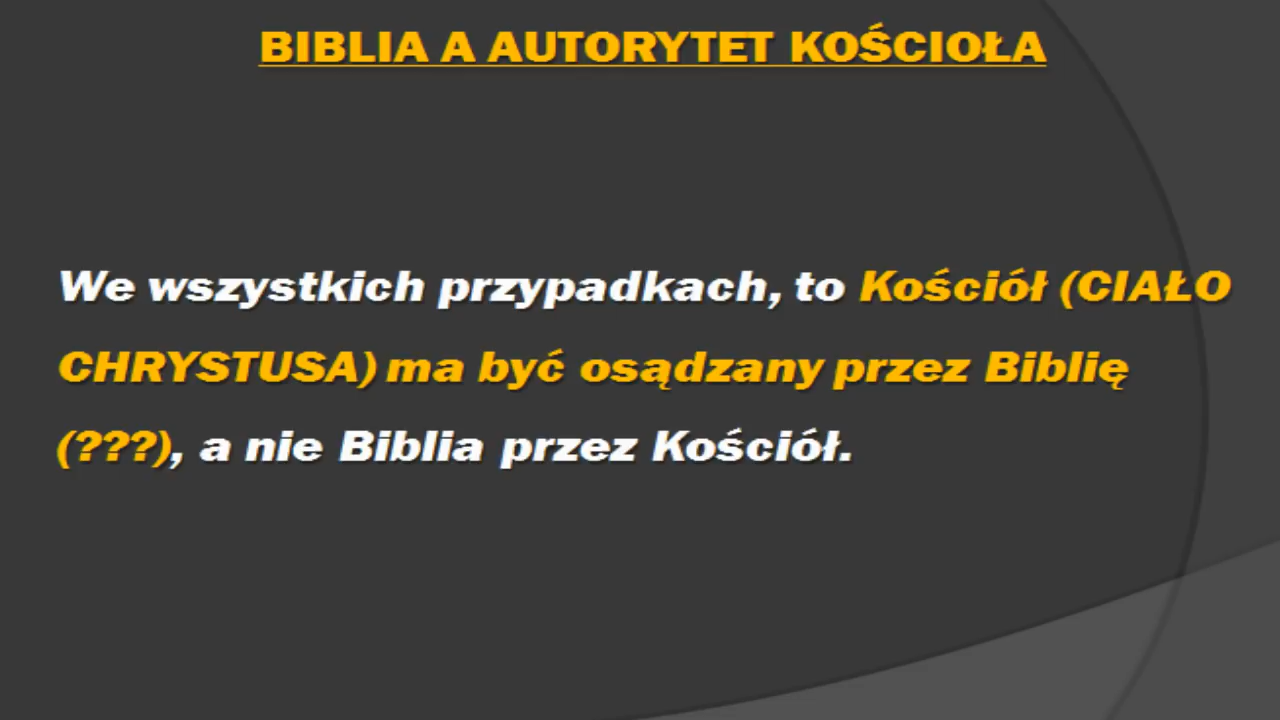 BIBLIA A AUTORYTET KOŚCIOŁA
We wszystkich przypadkach, to Kościół (CIAŁO
CHRYSTUSA) ma być osądzany przez Biblię
(???), a nie Biblia przez Kościół.